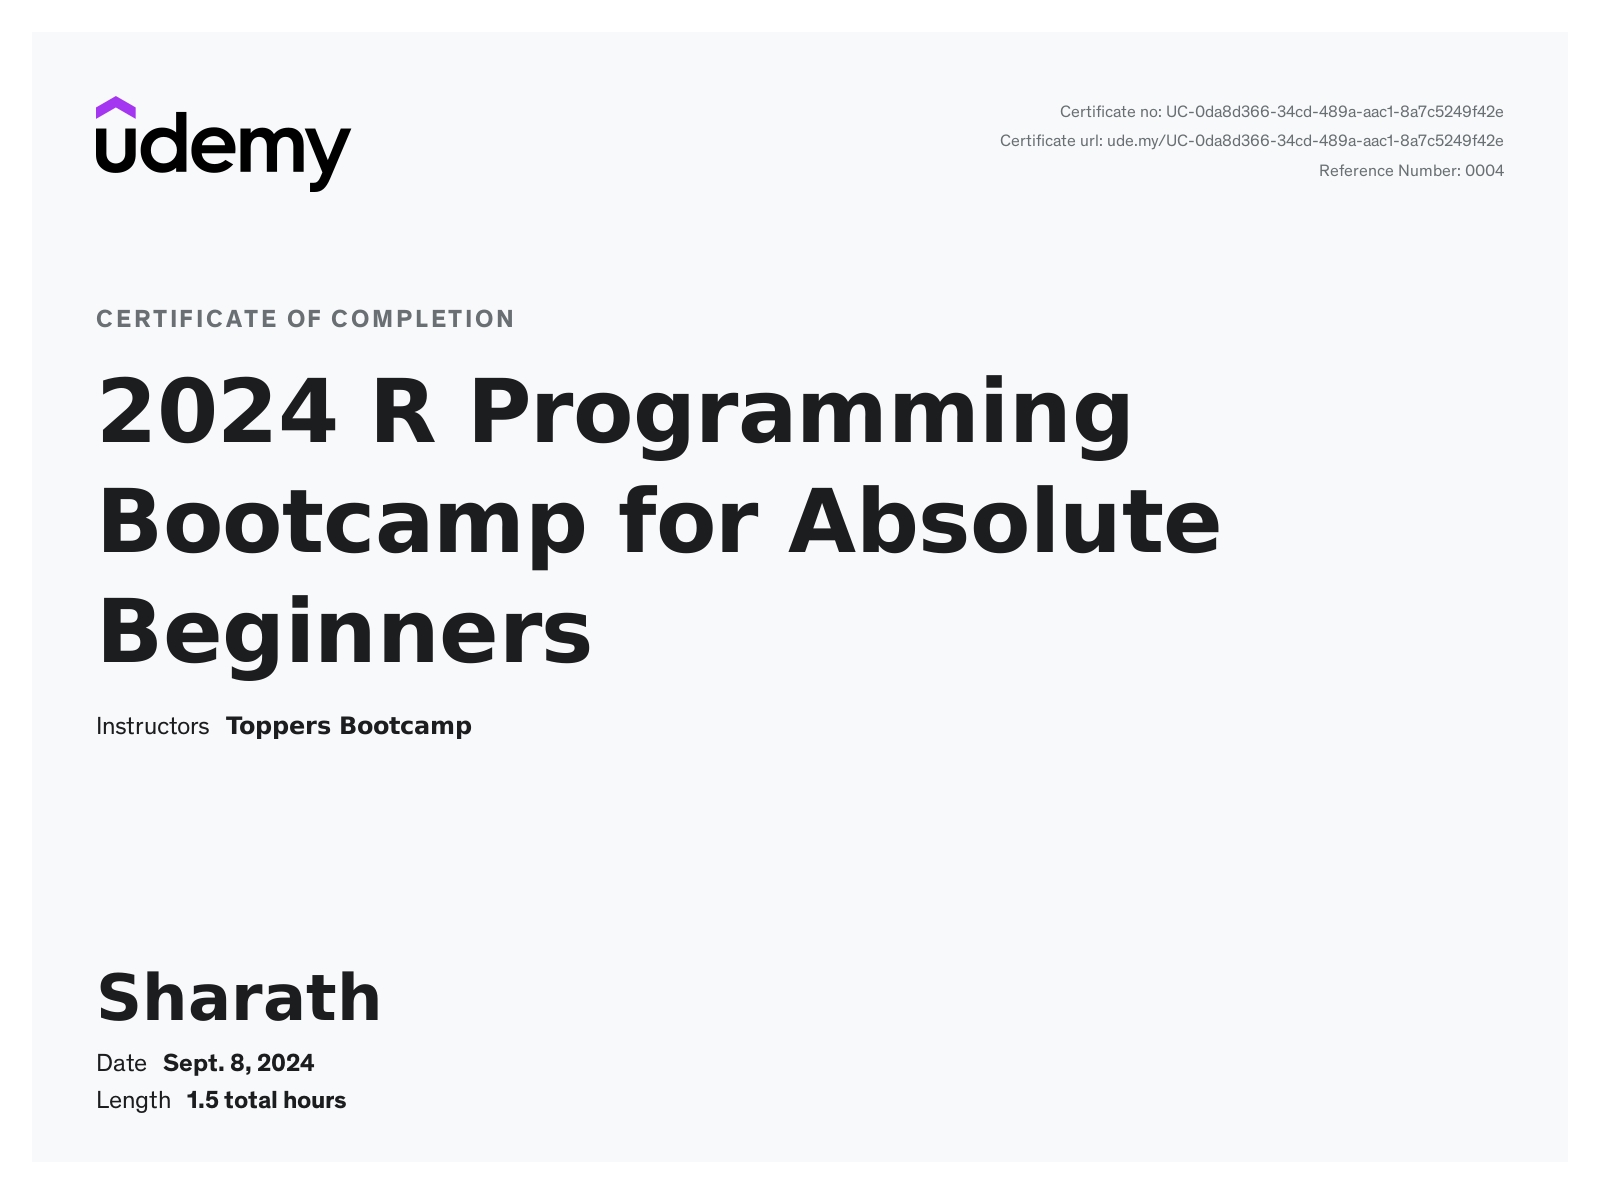 udemy
Certificate no: UC-0da8d366-34cd-489a-aac1-8a7c5249f42e
Certificate url: ude.my/UC-0da8d366-34cd-489a-aac1-8a7c5249f42e
Reference Number: 0004
CERTIFICATE OF COMPLETION
2024 R Programming
Bootcamp for Absolute
Beginners
Instructors Toppers Bootcamp
Sharath
Date Sept. 8, 2024
Length 1.5 total hours